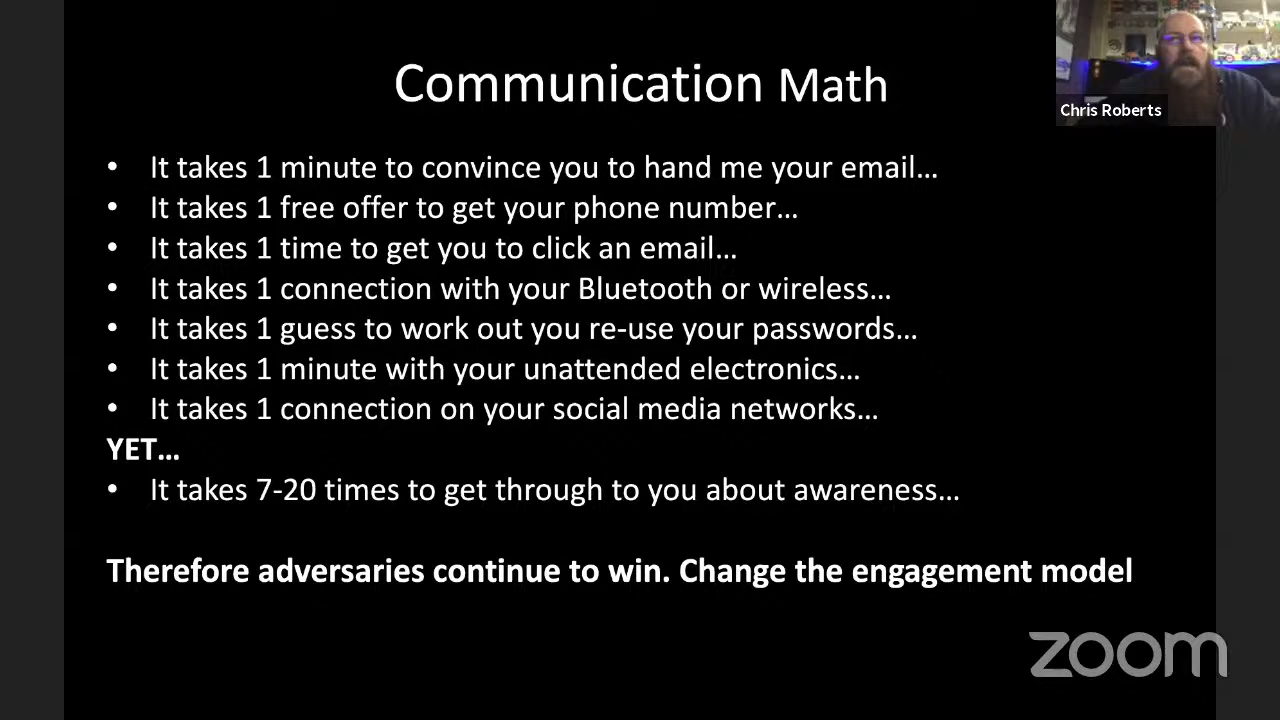 Communication Math
Chris Roberts
• It takes 1 minute to convince you to hand me your email…
• It takes 1 free offer to get your phone number…
• It takes 1 time to get you to click an email…
• It takes 1 connection with your Bluetooth or wireless…
• It takes 1 guess to work out you re-use your passwords…
• It takes 1 minute with your unattended electronics…
• It takes 1 connection on your social media networks…
YET…
• It takes 7-20 times to get through to you about awareness…
Therefore adversaries continue to win. Change the engagement model
zoom